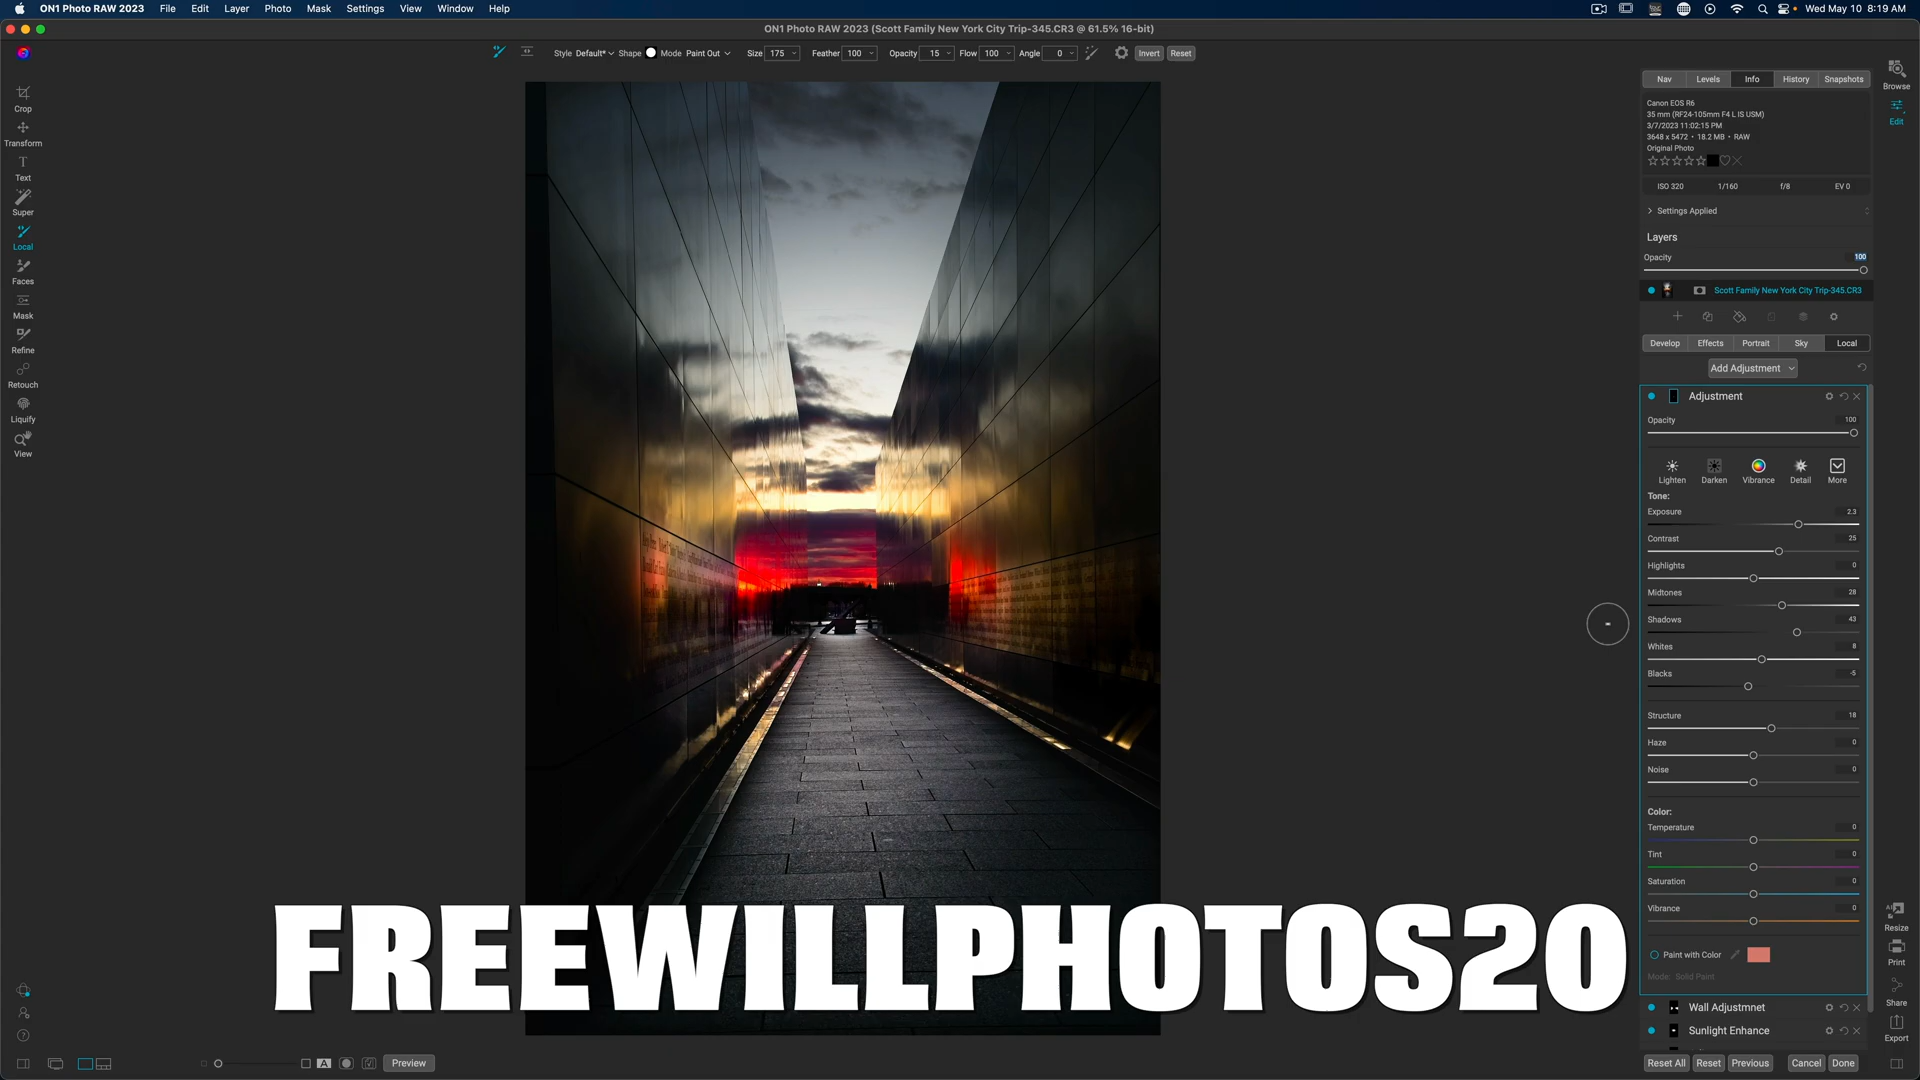 ON1 Photo RAW 2023 File Edit Layer Photo Mask Settings View Window Help
Wed May 10 8:19 AM
ON1 Photo RAW 2023 (Scott Family New York City Trip-345.CR3 @ 61.5% 16-bit)
Style Default* Shape Mode Paint Out Size 175 Feather 100 Opacity 15 Flow 100 Angle 0 Invert Reset
Crop
Transform
Text
Super
Local
Faces
Mask
Refine
Retouch
Liquify
View
Nav Levels Info History Snapshots
Browse
Edit
Canon EOS R6
35 mm (RF24-105mm F4 L IS USM)
3/7/2023 11:02:15 PM
3648 x 5472 • 18.2 MB • RAW
Original Photo
ISO 320 1/160 f/8 EV 0
Settings Applied
Layers
Opacity 100
Scott Family New York City Trip-345.CR3
Develop Effects Portrait Sky Local
Add Adjustment
Adjustment
Opacity 100
Lighten Darken Vibrance Detail More
Tone:
Exposure 2.3
Contrast 25
Highlights 0
Midtones 28
Shadows 43
Whites 8
Blacks -5
Structure 18
Haze 0
Noise 0
Color:
Temperature 0
Tint 0
Saturation 0
Vibrance 0
Paint with Color
Mode: Solid Paint
Wall Adjustmnet
Sunlight Enhance
Resize
Print
Share
Export
FREEWILLPHOTOS20
A Preview
Reset All Reset Previous Cancel Done